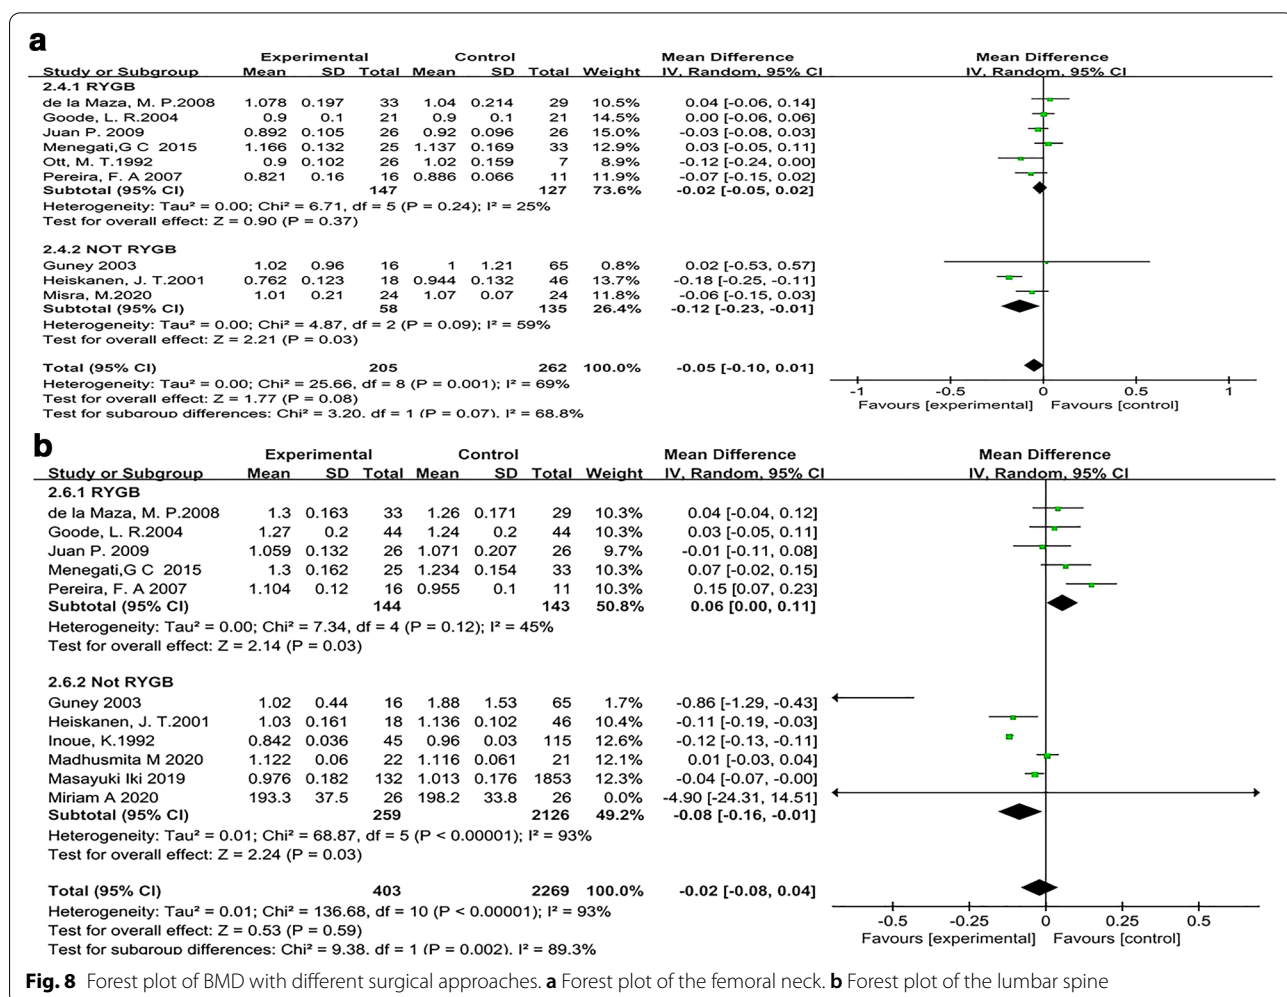 a
Experimental Control Mean Difference Mean Difference
Study or Subgroup Mean SD Total Mean SD Total Weight IV, Random, 95% CI IV, Random, 95% CI
2.4.1 RYGB
de la Maza, M. P.2008 1.078 0.197 33 1.04 0.214 29 10.5% 0.04 [-0.06, 0.14]
Goode, L. R.2004 0.9 0.1 21 0.9 0.1 21 14.5% 0.00 [-0.06, 0.06]
Juan P. 2009 0.892 0.105 26 0.92 0.096 26 15.0% -0.03 [-0.08, 0.03]
Menegati,G C 2015 1.166 0.132 25 1.137 0.169 33 12.9% 0.03 [-0.05, 0.11]
Ott, M. T.1992 0.9 0.102 26 1.02 0.159 7 8.9% -0.12 [-0.24, 0.00]
Pereira, F. A 2007 0.821 0.16 16 0.886 0.066 11 11.9% -0.07 [-0.15, 0.02]
Subtotal (95% CI) 147 127 73.6% -0.02 [-0.05, 0.02]
Heterogeneity: Tau² = 0.00; Chi² = 6.71, df = 5 (P = 0.24); I² = 25%
Test for overall effect: Z = 0.90 (P = 0.37)
2.4.2 NOT RYGB
Guney 2003 1.02 0.96 16 1 1.21 65 0.8% 0.02 [-0.53, 0.57]
Heiskanen, J. T.2001 0.762 0.123 18 0.944 0.132 46 13.7% -0.18 [-0.25, -0.11]
Misra, M.2020 1.01 0.21 24 1.07 0.07 24 11.8% -0.06 [-0.15, 0.03]
Subtotal (95% CI) 58 135 26.4% -0.12 [-0.23, -0.01]
Heterogeneity: Tau² = 0.00; Chi² = 4.87, df = 2 (P = 0.09); I² = 59%
Test for overall effect: Z = 2.21 (P = 0.03)
Total (95% CI) 205 262 100.0% -0.05 [-0.10, 0.01]
Heterogeneity: Tau² = 0.00; Chi² = 25.66, df = 8 (P = 0.001); I² = 69%
Test for overall effect: Z = 1.77 (P = 0.08)
Test for subgroup differences: Chi² = 3.20. df = 1 (P = 0.07). I² = 68.8%
-1 -0.5 0 0.5 1
Favours [experimental] Favours [control]
b
Experimental Control Mean Difference Mean Difference
Study or Subgroup Mean SD Total Mean SD Total Weight IV, Random, 95% CI IV, Random, 95% CI
2.6.1 RYGB
de la Maza, M. P.2008 1.3 0.163 33 1.26 0.171 29 10.3% 0.04 [-0.04, 0.12]
Goode, L. R.2004 1.27 0.2 44 1.24 0.2 44 10.3% 0.03 [-0.05, 0.11]
Juan P. 2009 1.059 0.132 26 1.071 0.207 26 9.7% -0.01 [-0.11, 0.08]
Menegati,G C 2015 1.3 0.162 25 1.234 0.154 33 10.3% 0.07 [-0.02, 0.15]
Pereira, F. A 2007 1.104 0.12 16 0.955 0.1 11 10.3% 0.15 [0.07, 0.23]
Subtotal (95% CI) 144 143 50.8% 0.06 [0.00, 0.11]
Heterogeneity: Tau² = 0.00; Chi² = 7.34, df = 4 (P = 0.12); I² = 45%
Test for overall effect: Z = 2.14 (P = 0.03)
2.6.2 Not RYGB
Guney 2003 1.02 0.44 16 1.88 1.53 65 1.7% -0.86 [-1.29, -0.43]
Heiskanen, J. T.2001 1.03 0.161 18 1.136 0.102 46 10.4% -0.11 [-0.19, -0.03]
Inoue, K.1992 0.842 0.036 45 0.96 0.03 115 12.6% -0.12 [-0.13, -0.11]
Madhusmita M 2020 1.122 0.06 22 1.116 0.061 21 12.1% 0.01 [-0.03, 0.04]
Masayuki Iki 2019 0.976 0.182 132 1.013 0.176 1853 12.3% -0.04 [-0.07, -0.00]
Miriam A 2020 193.3 37.5 26 198.2 33.8 26 0.0% -4.90 [-24.31, 14.51]
Subtotal (95% CI) 259 2126 49.2% -0.08 [-0.16, -0.01]
Heterogeneity: Tau² = 0.01; Chi² = 68.87, df = 5 (P < 0.00001); I² = 93%
Test for overall effect: Z = 2.24 (P = 0.03)
Total (95% CI) 403 2269 100.0% -0.02 [-0.08, 0.04]
Heterogeneity: Tau² = 0.01; Chi² = 136.68, df = 10 (P < 0.00001); I² = 93%
Test for overall effect: Z = 0.53 (P = 0.59)
Test for subgroup differences: Chi² = 9.38. df = 1 (P = 0.002). I² = 89.3%
-0.5 -0.25 0 0.25 0.5
Favours [experimental] Favours [control]
Fig. 8 Forest plot of BMD with different surgical approaches. a Forest plot of the femoral neck. b Forest plot of the lumbar spine